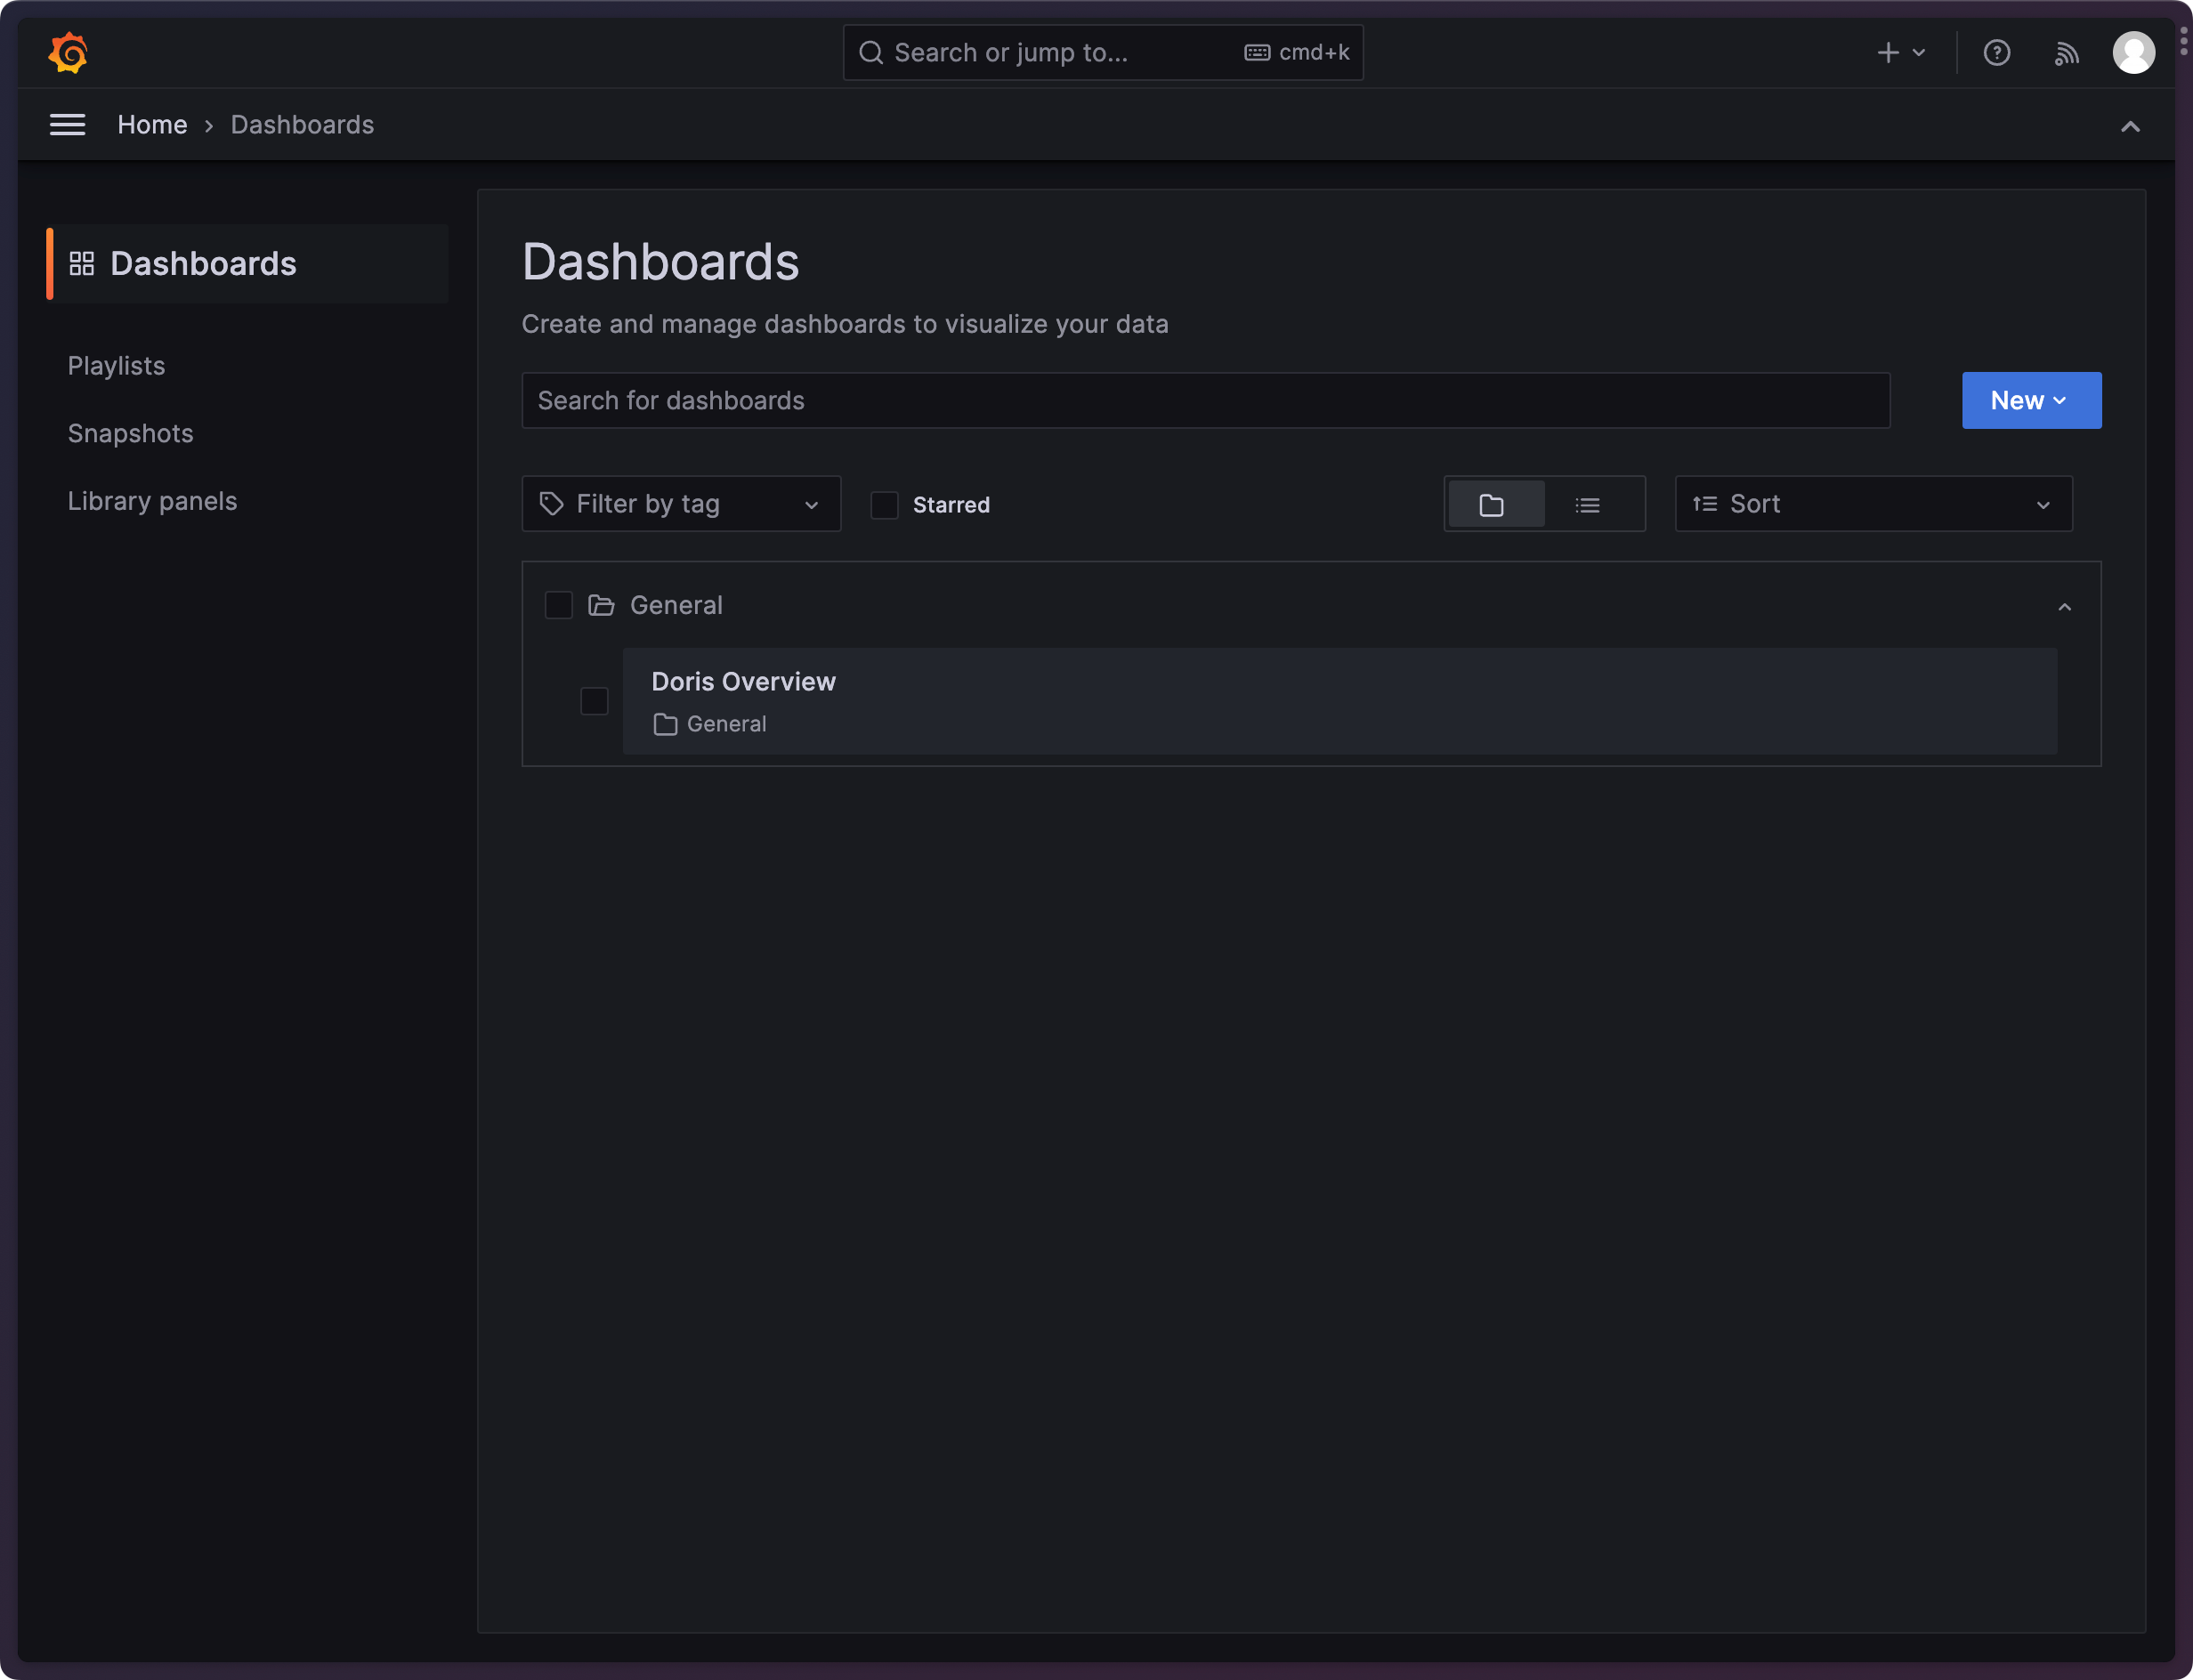 Search or jump to...
cmd+k
Home
Dashboards
Dashboards
Playlists
Snapshots
Library panels
Dashboards
Create and manage dashboards to visualize your data
Search for dashboards
New
Filter by tag
Starred
Sort
General
Doris Overview
General